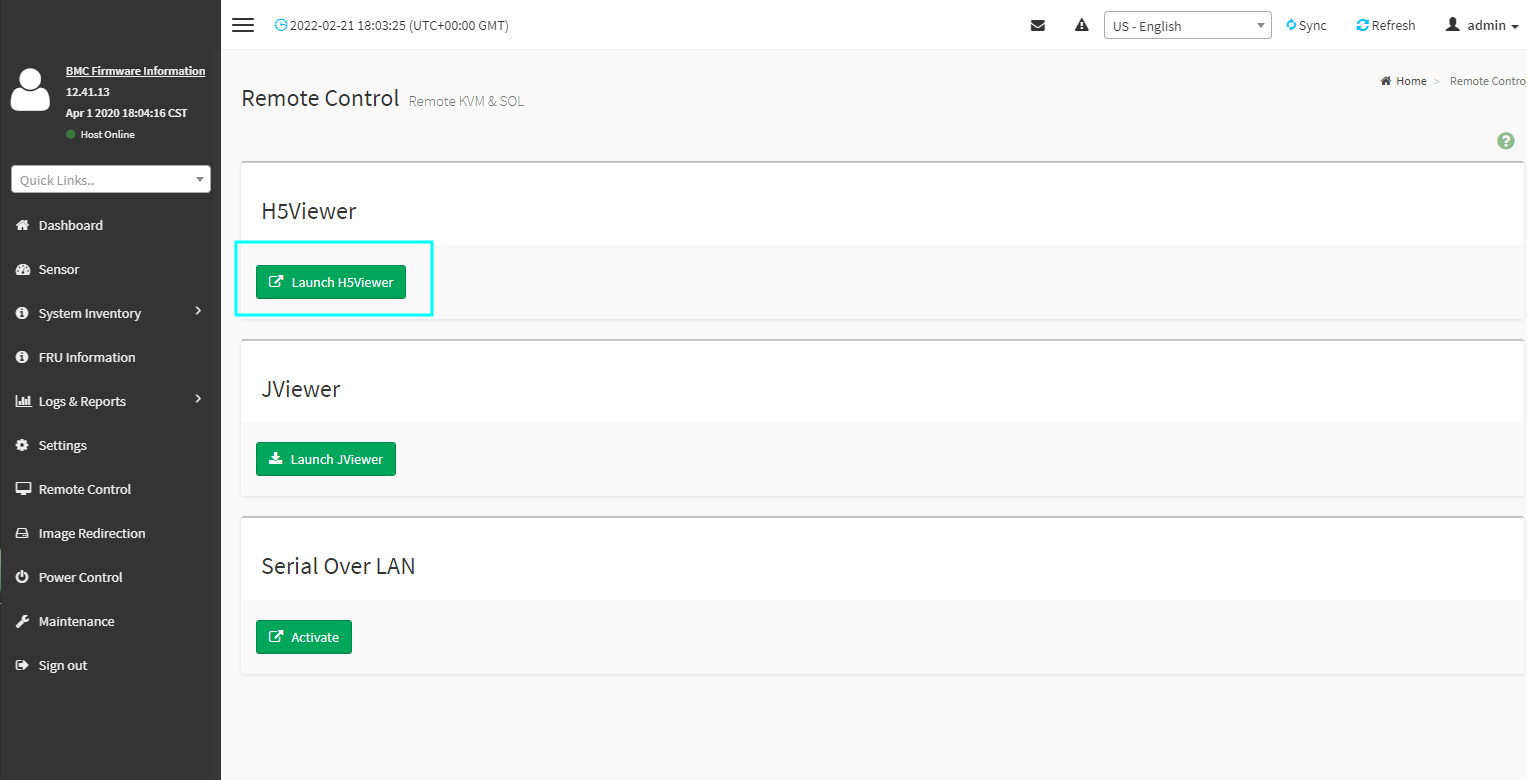 2022-02-21 18:03:25 (UTC+00:00 GMT)
US - English
Sync
Refresh
admin
BMC Firmware Information
12.41.13
Apr 1 2020 18:04:16 CST
Host Online
Quick Links..
Dashboard
Sensor
System Inventory
FRU Information
Logs & Reports
Settings
Remote Control
Image Redirection
Power Control
Maintenance
Sign out
Remote Control Remote KVM & SOL
Home > Remote Contro
?
H5Viewer
Launch H5Viewer
JViewer
Launch JViewer
Serial Over LAN
Activate